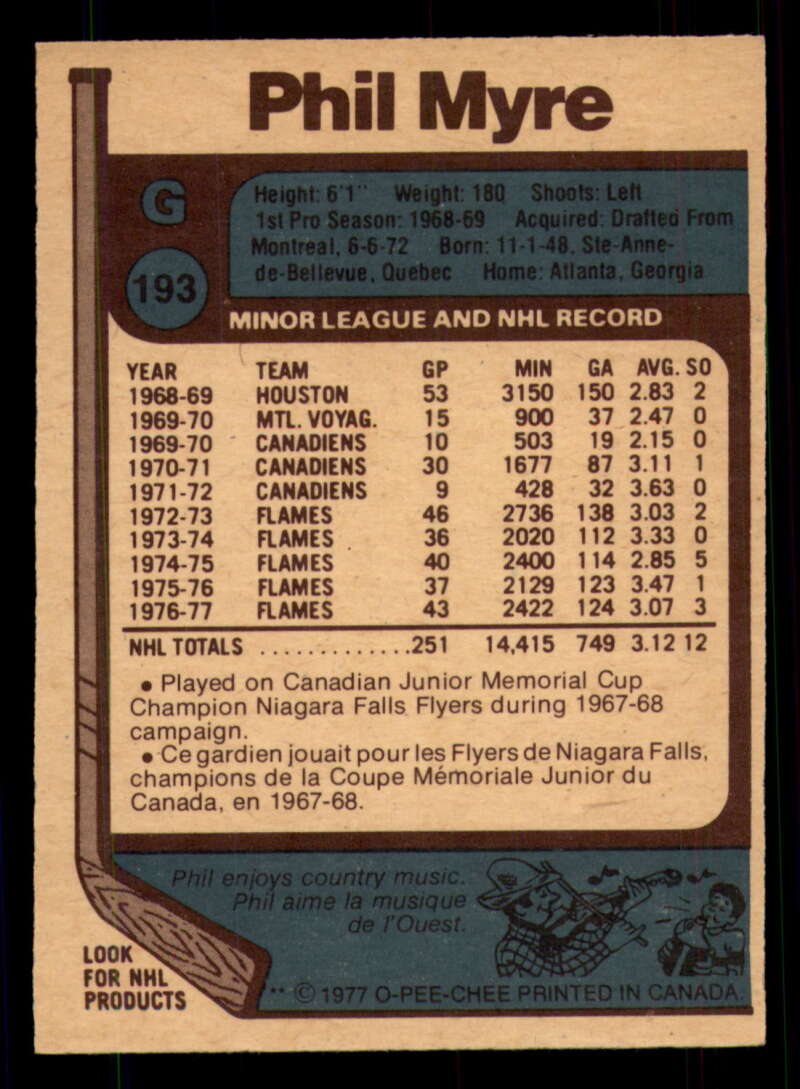 Phil Myre
G
193
Height: 6'1" Weight: 180 Shoots: Left
1st Pro Season: 1968-69 Acquired: Drafted From
Montreal, 6-6-72 Born: 11-1-48, Ste-Anne-
de-Bellevue, Quebec Home: Atlanta, Georgia
MINOR LEAGUE AND NHL RECORD
YEAR TEAM GP MIN GA AVG. SO
1968-69 HOUSTON 53 3150 150 2.83 2
1969-70 MTL. VOYAG. 15 900 37 2.47 0
1969-70 CANADIENS 10 503 19 2.15 0
1970-71 CANADIENS 30 1677 87 3.11 1
1971-72 CANADIENS 9 428 32 3.63 0
1972-73 FLAMES 46 2736 138 3.03 2
1973-74 FLAMES 36 2020 112 3.33 0
1974-75 FLAMES 40 2400 114 2.85 5
1975-76 FLAMES 37 2129 123 3.47 1
1976-77 FLAMES 43 2422 124 3.07 3
NHL TOTALS .............251 14,415 749 3.12 12
• Played on Canadian Junior Memorial Cup
Champion Niagara Falls Flyers during 1967-68
campaign.
• Ce gardien jouait pour les Flyers de Niagara Falls,
champions de la Coupe Mémoriale Junior du
Canada, en 1967-68.
Phil enjoys country music.
Phil aime la musique
de l'Ouest.
LOOK
FOR NHL
PRODUCTS
** © 1977 O-PEE-CHEE PRINTED IN CANADA.